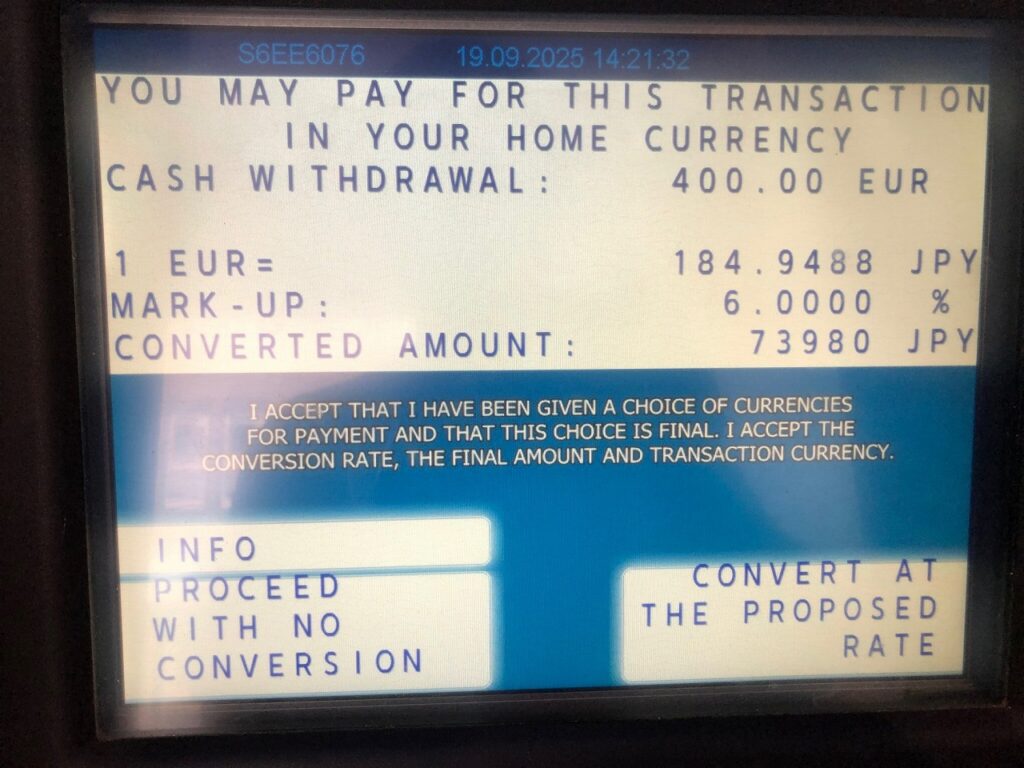 S6EE6076 19.09.2025 14:21:32
YOU MAY PAY FOR THIS TRANSACTION
IN YOUR HOME CURRENCY
CASH WITHDRAWAL: 400.00 EUR
1 EUR= 184.9488 JPY
MARK-UP: 6.0000 %
CONVERTED AMOUNT: 73980 JPY
I ACCEPT THAT I HAVE BEEN GIVEN A CHOICE OF CURRENCIES
FOR PAYMENT AND THAT THIS CHOICE IS FINAL. I ACCEPT THE
CONVERSION RATE, THE FINAL AMOUNT AND TRANSACTION CURRENCY.
INFO
PROCEED
WITH NO
CONVERSION
CONVERT AT
THE PROPOSED
RATE